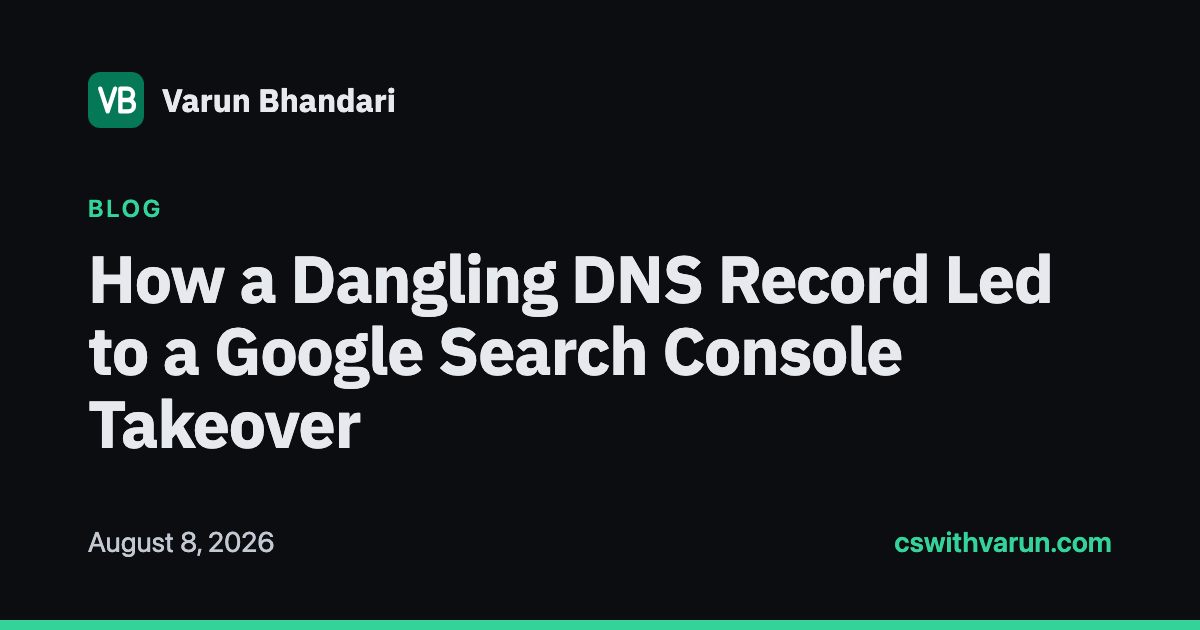 VB
Varun Bhandari
BLOG
How a Dangling DNS Record Led
to a Google Search Console
Takeover
August 8, 2026
cswithvarun.com